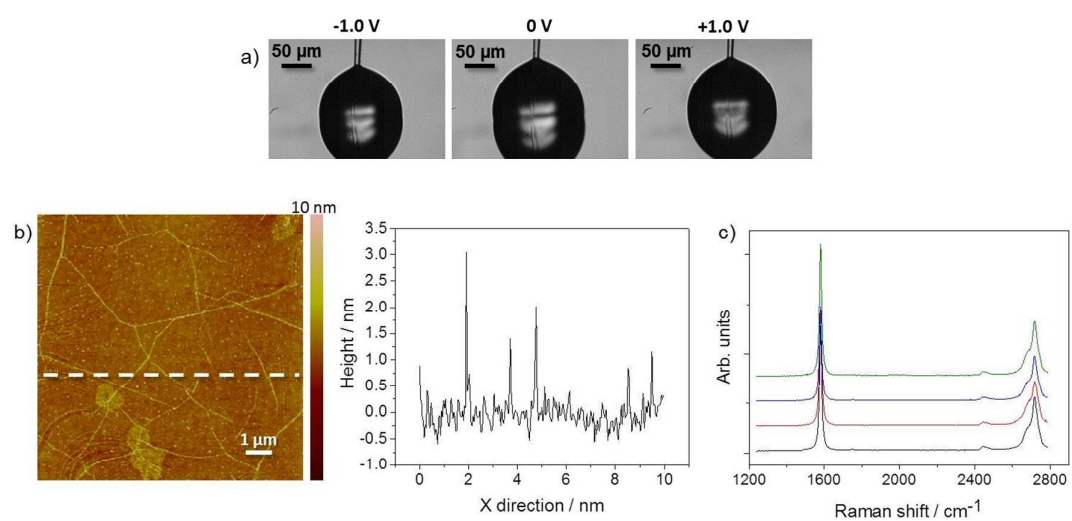 -1.0 V 0 V +1.0 V
a) 50 µm 50 µm 50 µm
b) 10 nm
1 µm
3.5
3.0
2.5
2.0
1.5
1.0
0.5
0.0
-0.5
-1.0
Height / nm
0 2 4 6 8 10
X direction / nm
c)
Arb. units
1200 1600 2000 2400 2800
Raman shift / cm-1